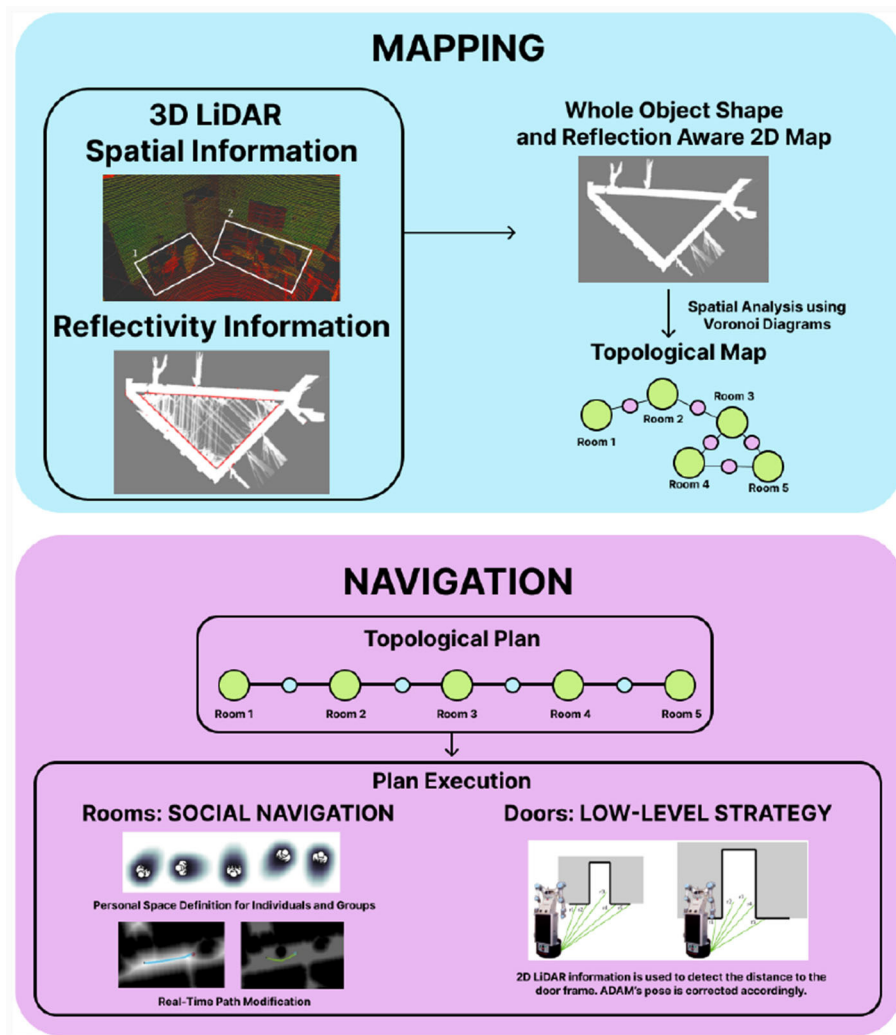 MAPPING
3D LiDAR
Spatial Information
1
2
Reflectivity Information
Whole Object Shape
and Reflection Aware 2D Map
Spatial Analysis using
Voronoi Diagrams
Topological Map
Room 1
Room 2
Room 3
Room 4
Room 5
NAVIGATION
Topological Plan
Room 1
Room 2
Room 3
Room 4
Room 5
Plan Execution
Rooms: SOCIAL NAVIGATION
Personal Space Definition for Individuals and Groups
Real-Time Path Modification
Doors: LOW-LEVEL STRATEGY
2D LiDAR information is used to detect the distance to the
door frame. ADAM's pose is corrected accordingly.